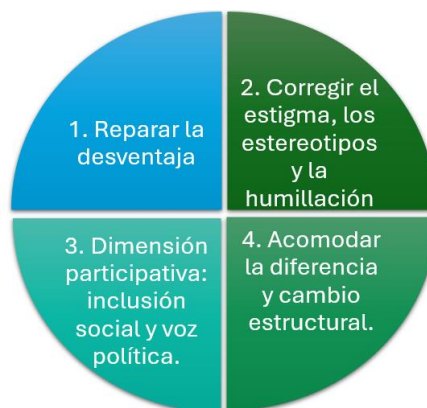 1. Reparar la
desventaja
2. Corregir el
estigma, los
estereotipos
y la
humillación
3. Dimensión
participativa:
inclusión
social y voz
política.
4. Acomodar
la diferencia
y cambio
estructural.